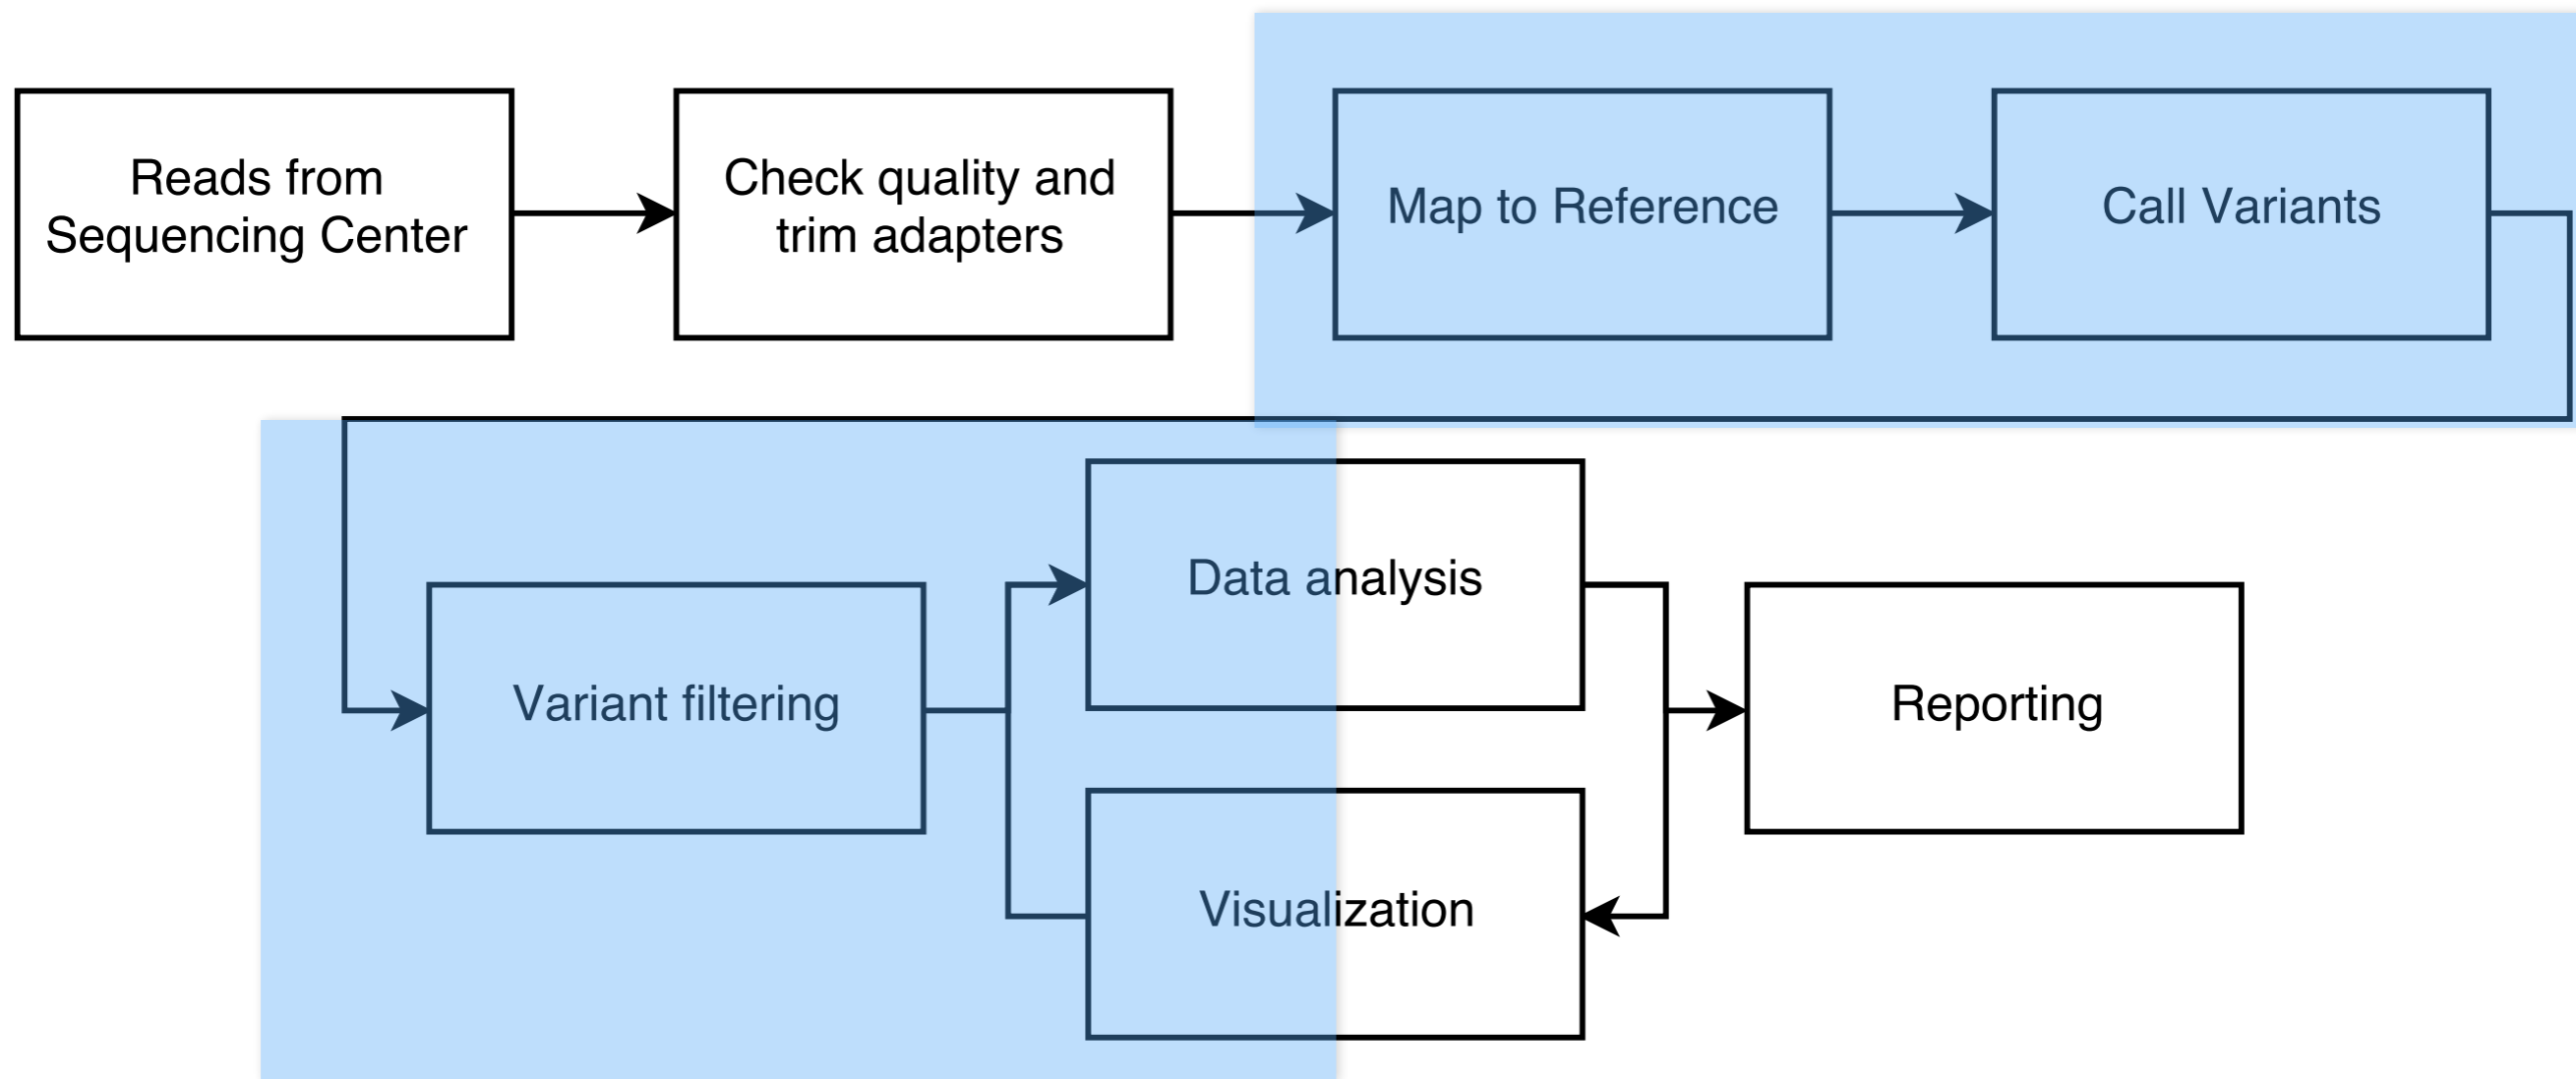 Reads from
Sequencing Center
Check quality and
trim adapters
Map to Reference
Call Variants
Variant filtering
Data analysis
Visualization
Reporting